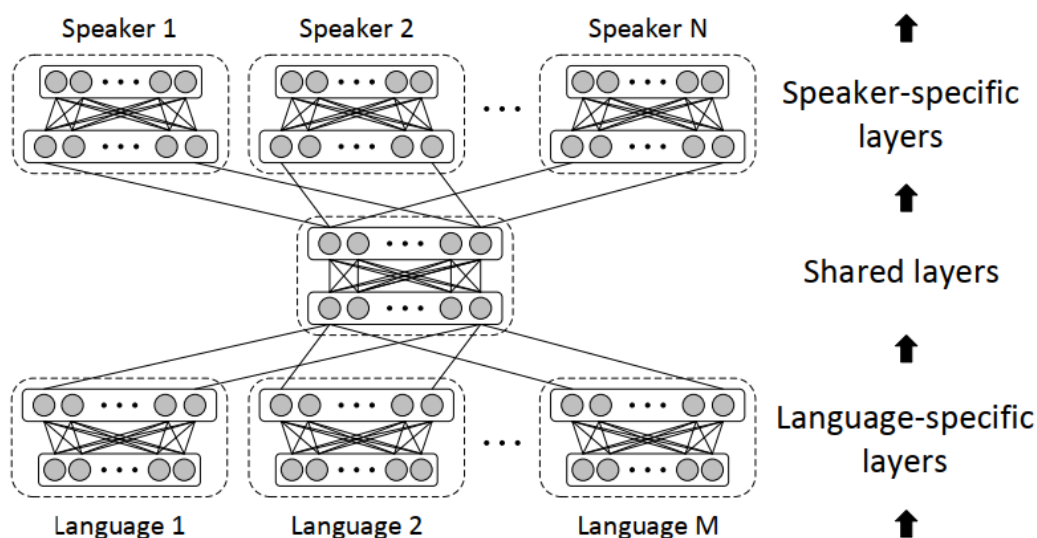 Speaker 1
Speaker 2
Speaker N
Speaker-specific
layers
Shared layers
Language-specific
layers
Language 1
Language 2
Language M